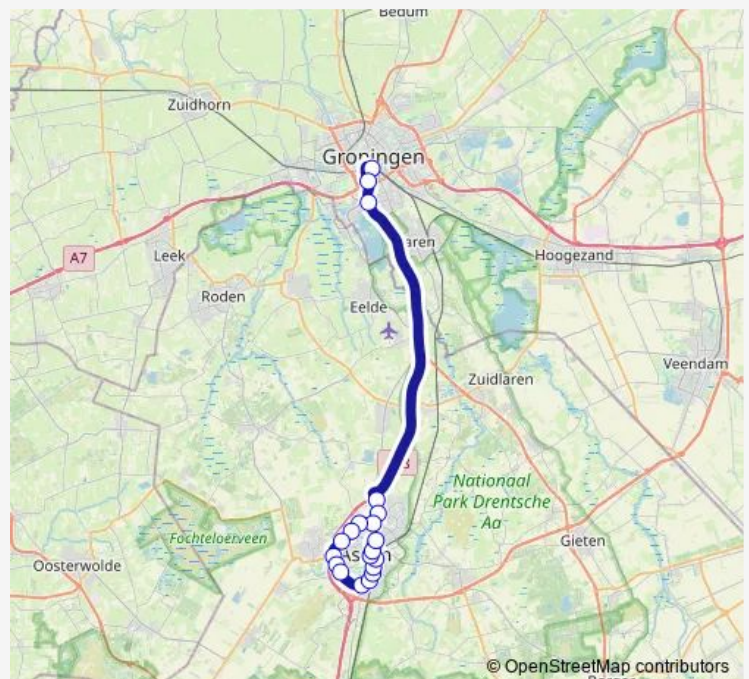 Bedum
Zuidhorn
Groningen
A7
Leek
aren
Hoogezand
Roden
Eelde
Veendam
Zuidlaren
Nationaal
Park Drentsche
Aa
Fochteloërveen
Gieten
Oosterwolde
© OpenStreetMap contributors